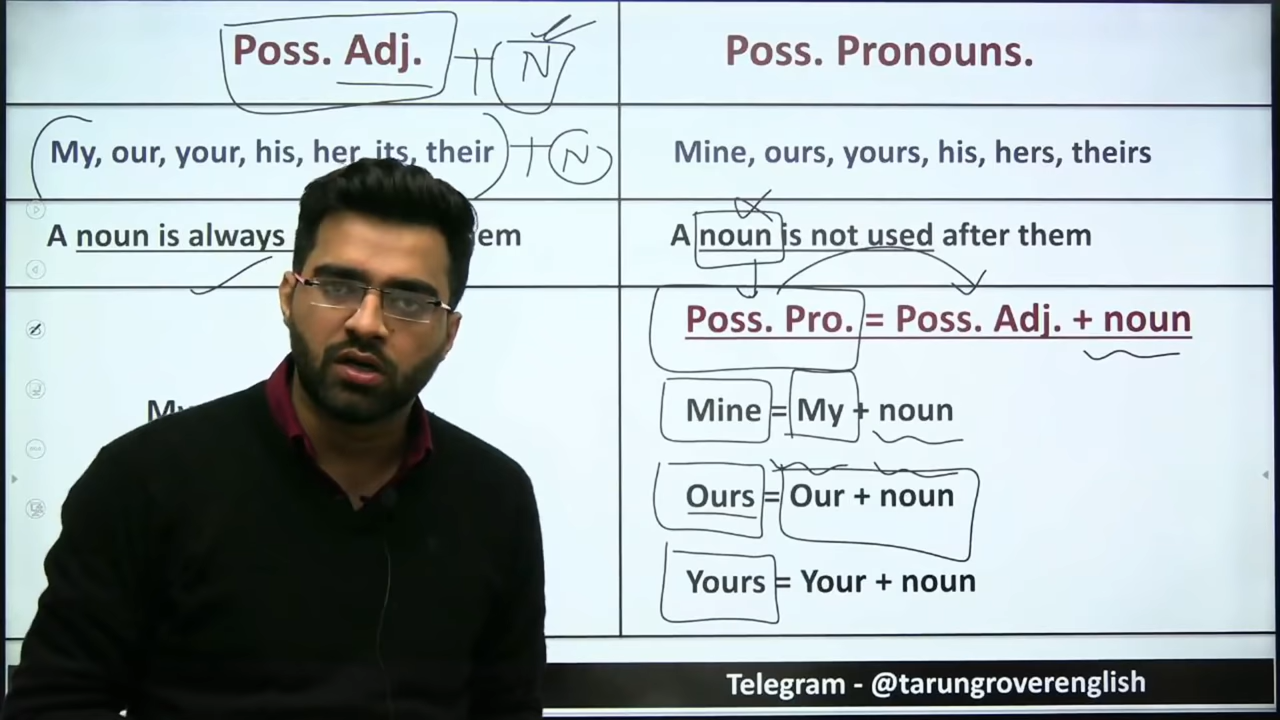 Poss. Adj. + N
Poss. Pronouns.
My, our, your, his, her, its, their + N
Mine, ours, yours, his, hers, theirs
A noun is always em
A noun is not used after them
Poss. Pro. = Poss. Adj. + noun
My
Mine = My + noun
Ours = Our + noun
Yours = Your + noun
Telegram - @tarungroverenglish